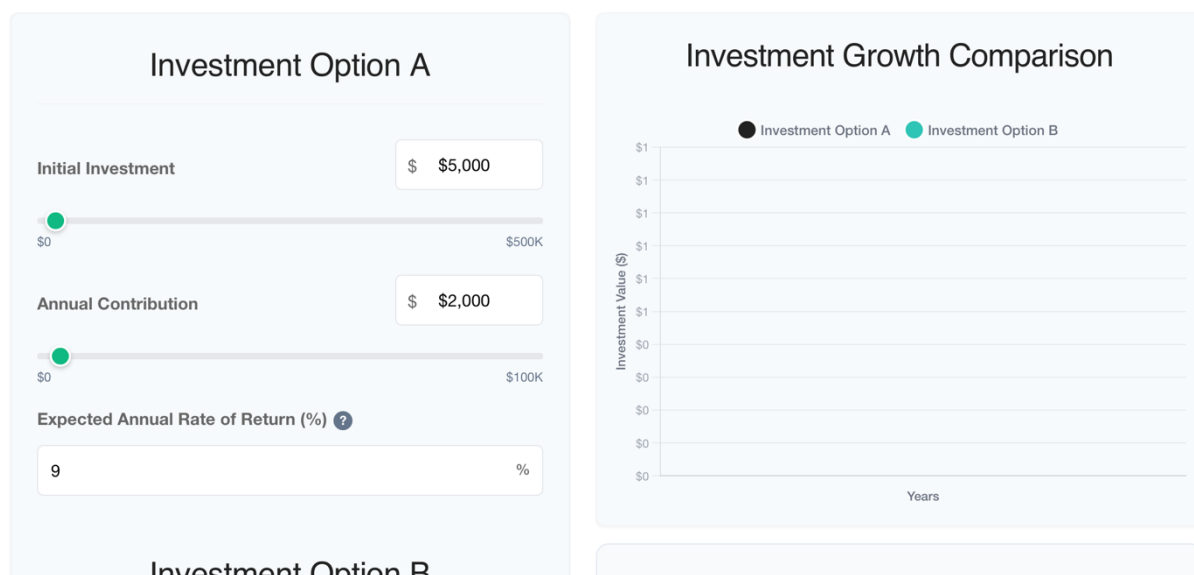 Investment Option A
Initial Investment
$ $5,000
$0 $500K
Annual Contribution
$ $2,000
$0 $100K
Expected Annual Rate of Return (%) ?
9 %
Investment Option B
Investment Growth Comparison
Investment Option A Investment Option B
Investment Value ($)
$1
$1
$1
$1
$1
$1
$0
$0
$0
$0
$0
Years